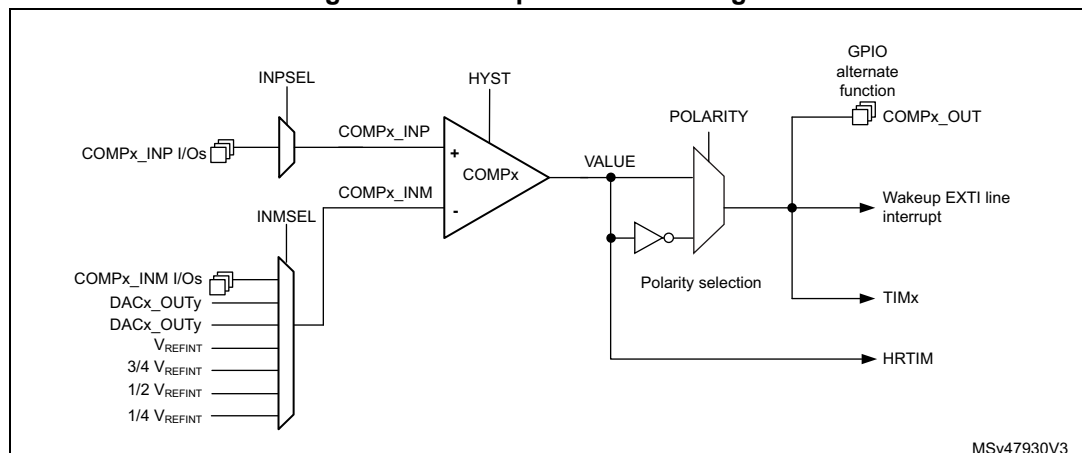 GPIO
alternate
function
INPSEL
HYST
POLARITY
COMPx_OUT
COMPx_INP
COMPx_INP I/Os
+
COMPx
VALUE
COMPx_INM
-
Wakeup EXTI line
interrupt
INMSEL
COMPx_INM I/Os
Polarity selection
DACx_OUTy
TIMx
DACx_OUTy
VREFINT
3/4 VREFINT
HRTIM
1/2 VREFINT
1/4 VREFINT
MSv47930V3